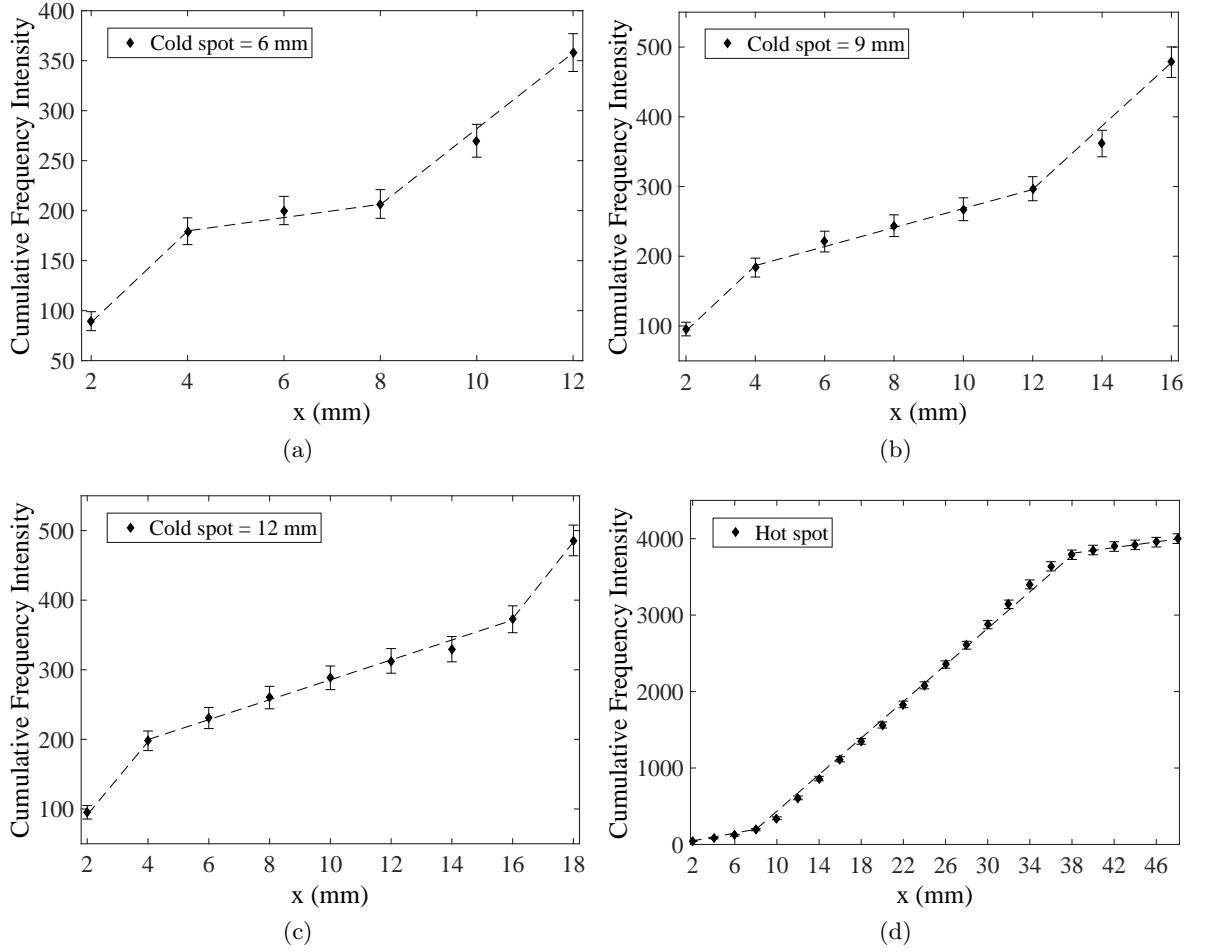 Cumulative Frequency Intensity
400
350
300
250
200
150
100
50
Cold spot = 6 mm
2 4 6 8 10 12
x (mm)
(a)
Cumulative Frequency Intensity
500
400
300
200
100
Cold spot = 9 mm
2 4 6 8 10 12 14 16
x (mm)
(b)
Cumulative Frequency Intensity
500
400
300
200
100
Cold spot = 12 mm
2 4 6 8 10 12 14 16 18
x (mm)
(c)
Cumulative Frequency Intensity
4000
3000
2000
1000
0
Hot spot
2 6 10 14 18 22 26 30 34 38 42 46
x (mm)
(d)